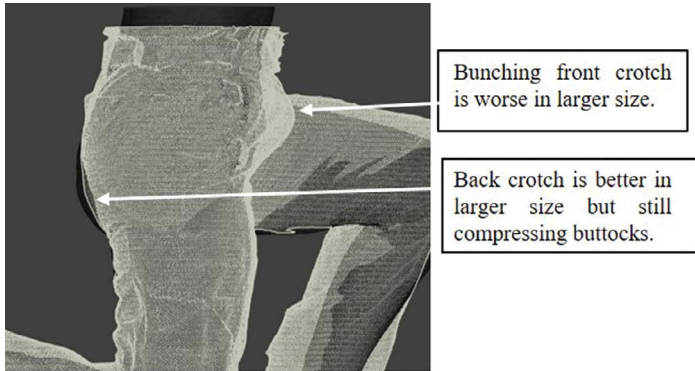 Bunching front crotch
is worse in larger size.
Back crotch is better in
larger size but still
compressing buttocks.